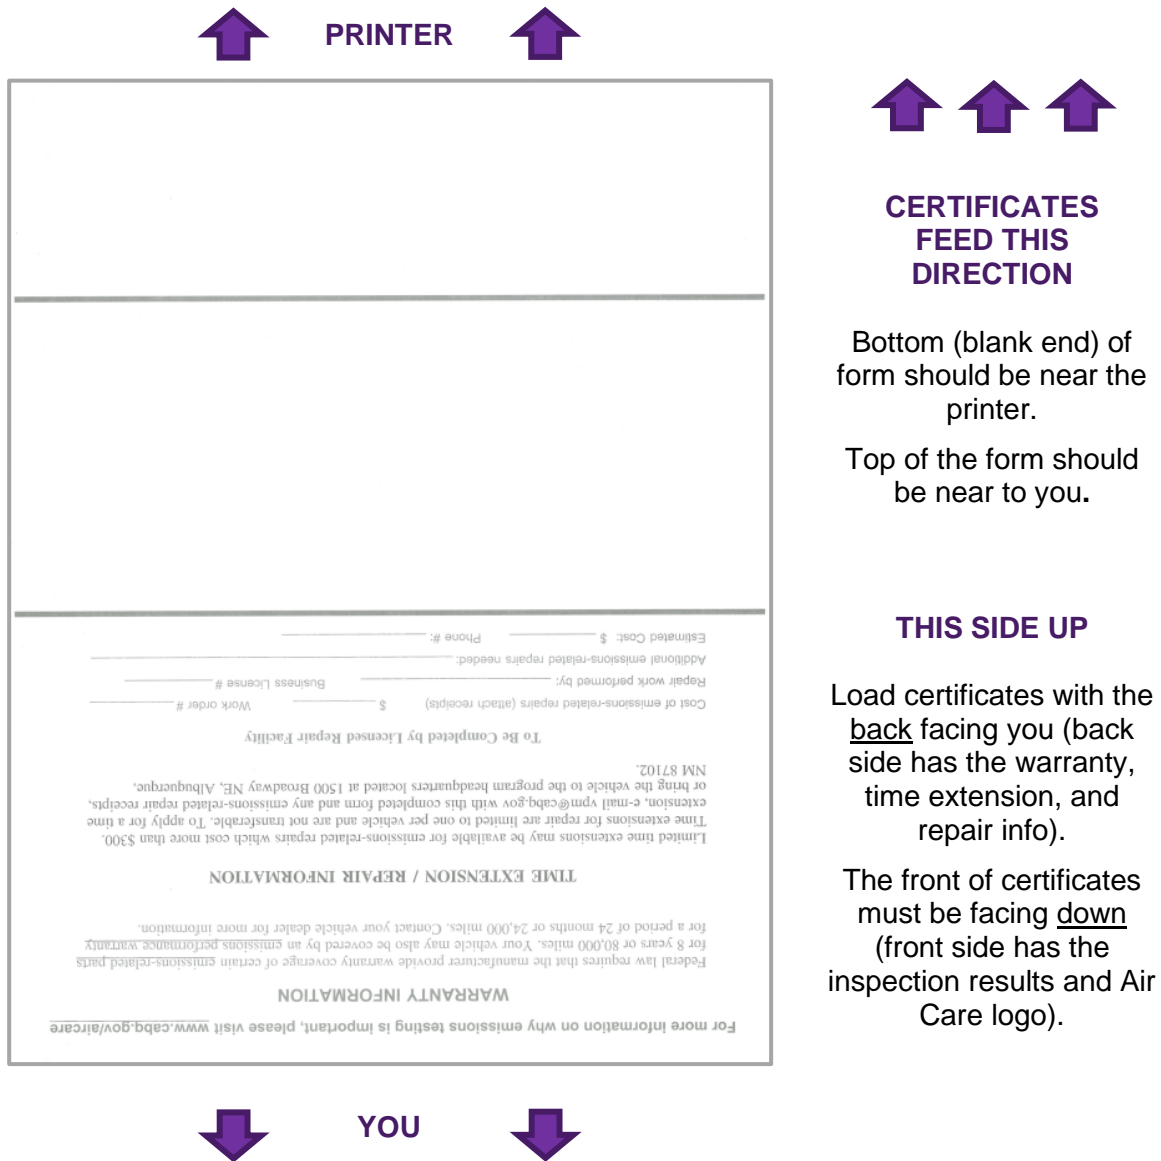 PRINTER
CERTIFICATES
FEED THIS
DIRECTION
Bottom (blank end) of
form should be near the
printer.
Top of the form should
be near to you.
THIS SIDE UP
Load certificates with the
back facing you (back
side has the warranty,
time extension, and
repair info).
The front of certificates
must be facing down
(front side has the
inspection results and Air
Care logo).
For more information on why emissions testing is important, please visit www.cabq.gov/aircare
WARRANTY INFORMATION
Federal law requires that the manufacturer provide warranty coverage of certain emissions-related parts
for 8 years or 80,000 miles. Your vehicle may also be covered by an emissions performance warranty
for a period of 24 months or 24,000 miles. Contact your vehicle dealer for more information.
TIME EXTENSION / REPAIR INFORMATION
Limited time extensions may be available for emissions-related repairs which cost more than $300.
Time extensions for repair are limited to one per vehicle and are not transferable. To apply for a time
extension, e-mail vpm@cabq.gov with this completed form and any emissions-related repair receipts,
or bring the vehicle to the program headquarters located at 1500 Broadway NE, Albuquerque,
NM 87102.
To Be Completed by Licensed Repair Facility
Cost of emissions-related repairs (attach receipts) $ Work order #
Repair work performed by: Business License #
Additional emissions-related repairs needed:
Estimated Cost: $ Phone #:
YOU